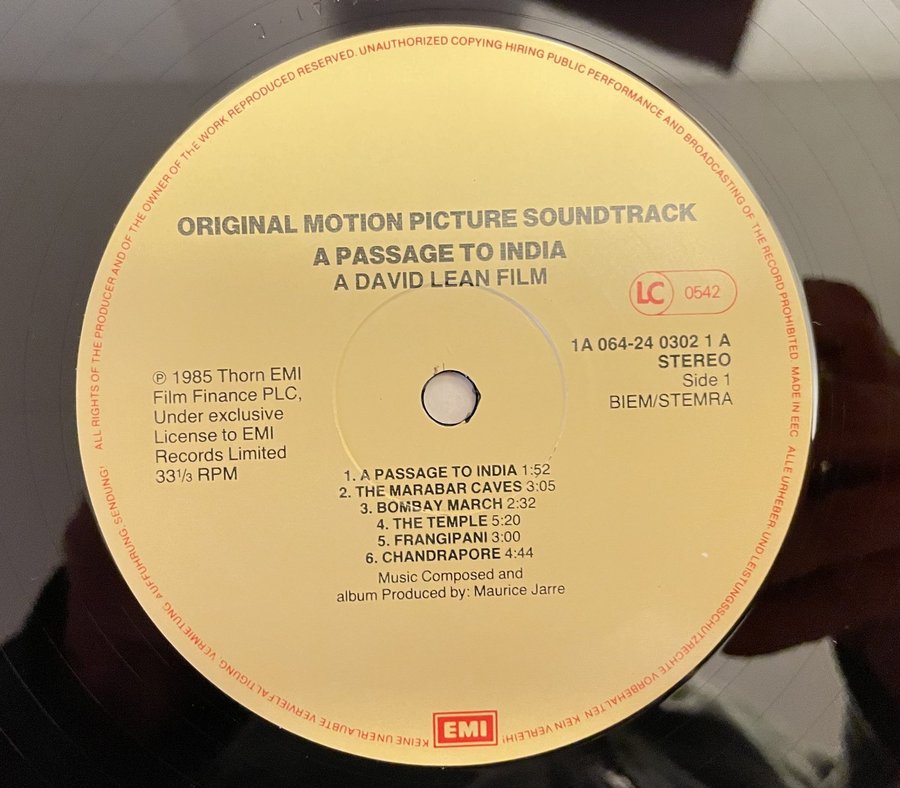 ALL RIGHTS OF THE PRODUCER AND OF THE OWNER OF THE WORK REPRODUCED RESERVED. UNAUTHORIZED COPYING HIRING PUBLIC PERFORMANCE AND BROADCASTING OF THE RECORD PROHIBITED. MADE IN EEC
ORIGINAL MOTION PICTURE SOUNDTRACK
A PASSAGE TO INDIA
A DAVID LEAN FILM
LC 0542
1A 064-24 0302 1 A
STEREO
Side 1
BIEM/STEMRA
℗ 1985 Thorn EMI
Film Finance PLC,
Under exclusive
License to EMI
Records Limited
33⅓ RPM
1. A PASSAGE TO INDIA 1:52
2. THE MARABAR CAVES 3:05
3. BOMBAY MARCH 2:32
4. THE TEMPLE 5:20
5. FRANGIPANI 3:00
6. CHANDRAPORE 4:44
Music Composed and
album Produced by: Maurice Jarre
ALLE URHEBER- UND LEISTUNGSSCHUTZRECHTE VORBEHALTEN. KEIN VERLEIH!
EMI
KEINE UNERLAUBTE VERVIELFALTIGUNG, VERMIETUNG, AUFFUHRUNG, SENDUNG!